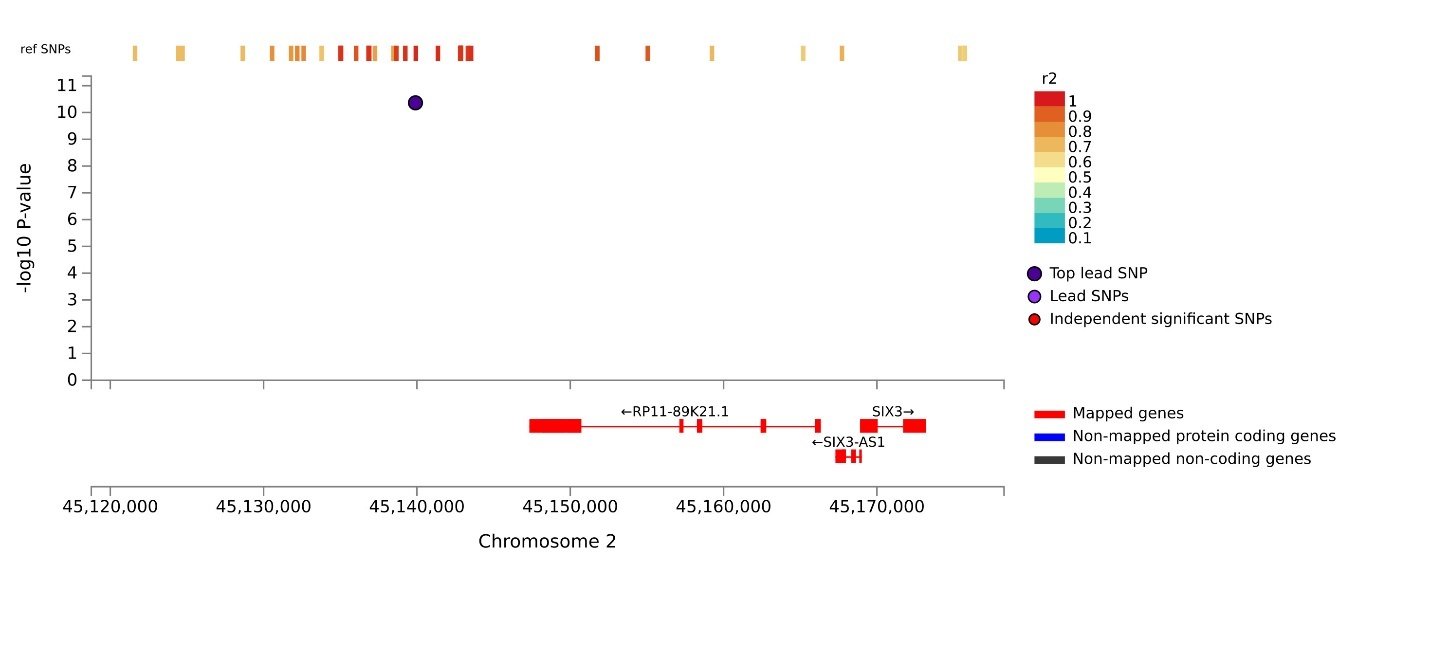 ref SNPs
11
10
9
8
7
6
5
4
3
2
1
0
-log10 P-value
r2
1
0.9
0.8
0.7
0.6
0.5
0.4
0.3
0.2
0.1
Top lead SNP
Lead SNPs
Independent significant SNPs
←RP11-89K21.1
SIX3→
←SIX3-AS1
Mapped genes
Non-mapped protein coding genes
Non-mapped non-coding genes
45,120,000 45,130,000 45,140,000 45,150,000 45,160,000 45,170,000
Chromosome 2